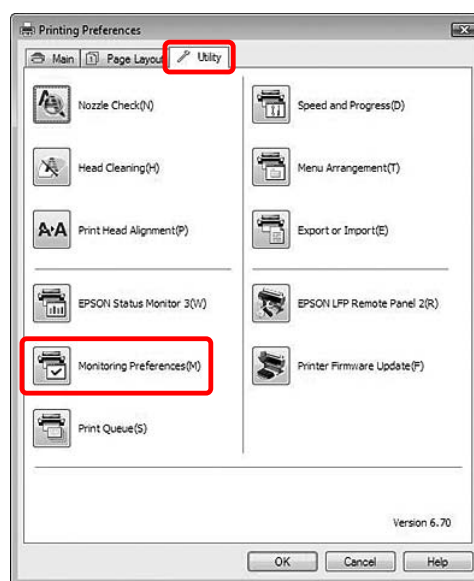 Printing Preferences
Main
Page Layout
Utility
Nozzle Check(N)
Speed and Progress(D)
Head Cleaning(H)
Menu Arrangement(T)
Print Head Alignment(P)
Export or Import(E)
EPSON Status Monitor 3(W)
EPSON LFP Remote Panel 2(R)
Monitoring Preferences(M)
Printer Firmware Update(F)
Print Queue(S)
Version 6.70
OK
Cancel
Help